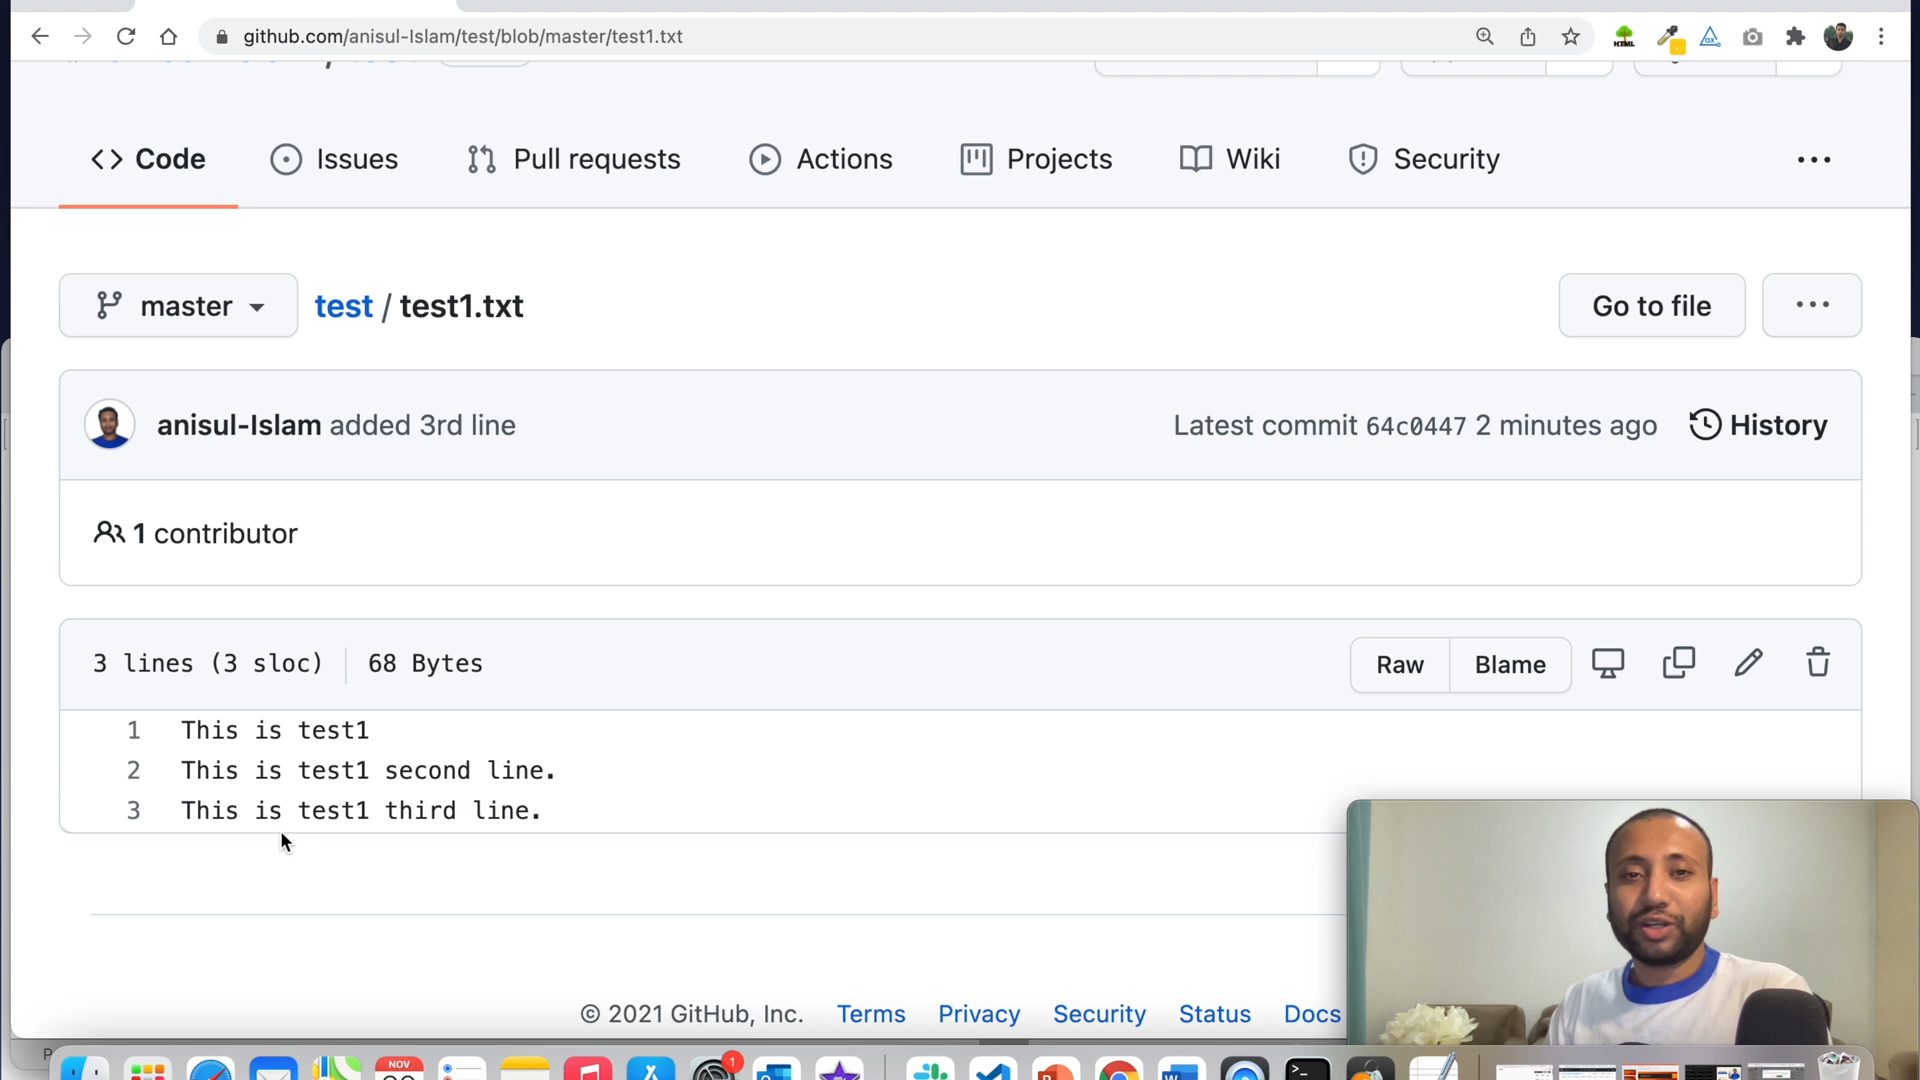 github.com/anisul-Islam/test/blob/master/test1.txt
Code Issues Pull requests Actions Projects Wiki Security
master test / test1.txt Go to file
anisul-Islam added 3rd line Latest commit 64c0447 2 minutes ago History
1 contributor
3 lines (3 sloc) 68 Bytes Raw Blame
1 This is test1
2 This is test1 second line.
3 This is test1 third line.
© 2021 GitHub, Inc. Terms Privacy Security Status Docs
NOV
1